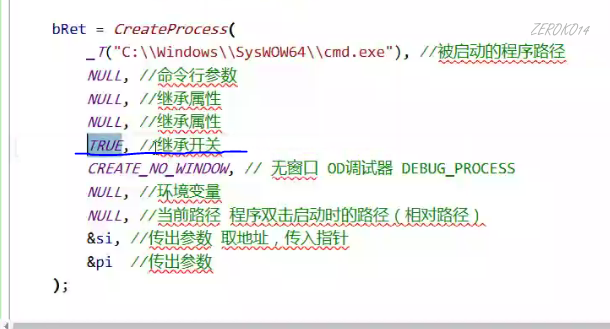 ZEROK014
bRet = CreateProcess(
_T("C:\\Windows\\SysWOW64\\cmd.exe"), //被启动的程序路径
NULL, //命令行参数
NULL, //继承属性
NULL, //继承属性
TRUE, //继承开关
CREATE_NO_WINDOW, // 无窗口 OD调试器 DEBUG_PROCESS
NULL, //环境变量
NULL, //当前路径 程序双击启动时的路径（相对路径）
&si, //传出参数 取地址，传入指针
&pi //传出参数
);